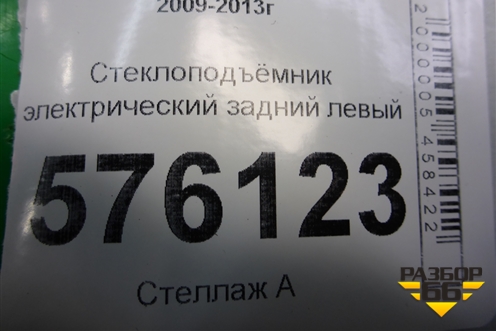 2009-2013г
Стеклоподъёмник
электрический задний левый
576123
Стеллаж А
2000005458422
РАЗБОР
66